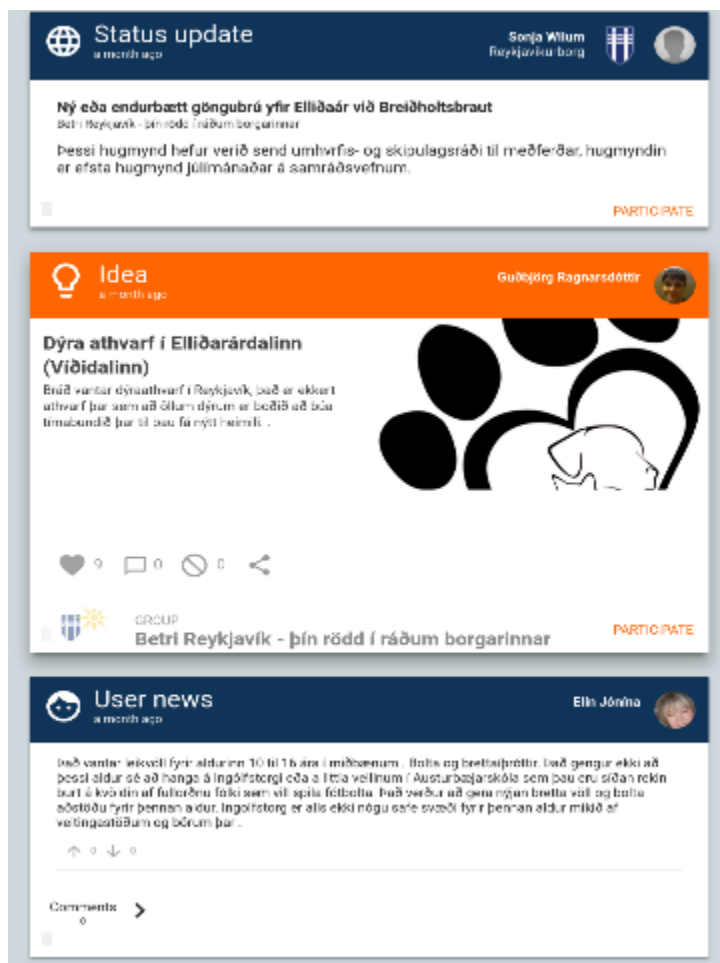 Status update
a month ago
Sonja Wiium
Reykjavíkurborg
Ný eða endurbætt göngubrú yfir Elliðaár við Breiðholtsbraut
Betri Reykjavík - þín rödd í ráðum borgarinnar
Þessi hugmynd hefur verið send umhvrfis- og skipulagsráði til meðferðar, hugmyndin
er efsta hugmynd júlímánaðar á samráðsvefnum.
PARTICIPATE
Idea
a month ago
Guðbjörg Ragnarsdóttir
Dýra athvarf í Elliðarárdalinn
(Víðidalinn)
Bráð vantar dýraathvarf í Reykjavík, það er ekkert
athvarf þar sem að öllum dýrum er boðið að búa
tímabundið þar til þau fá nýtt heimili. .
9 0 0
GROUP
Betri Reykjavík - þín rödd í ráðum borgarinnar
PARTICIPATE
User news
a month ago
Elín Jónína
Það vantar leikvöll fyrir aldurinn 10 til 16 ára í miðbænum . Bolta og brettaíþróttir. Það gengur ekki að
þessi aldur sé að hanga á Ingólfstorgi eða a littla vellinum í Austurbæjarskóla sem þau eru síðan rekin
burt á kvöldin af fullorðnu fólki sem vill spila fótbolta. Það verður að gera nýjan bretta völl og bolta
aðstöðu fyrir þennan aldur. Ingolfstorg er alls ekki nógu safe svæði fyrir þennan aldur mikið af
veitingastöðum og börum þar .
0 0
Comments
0